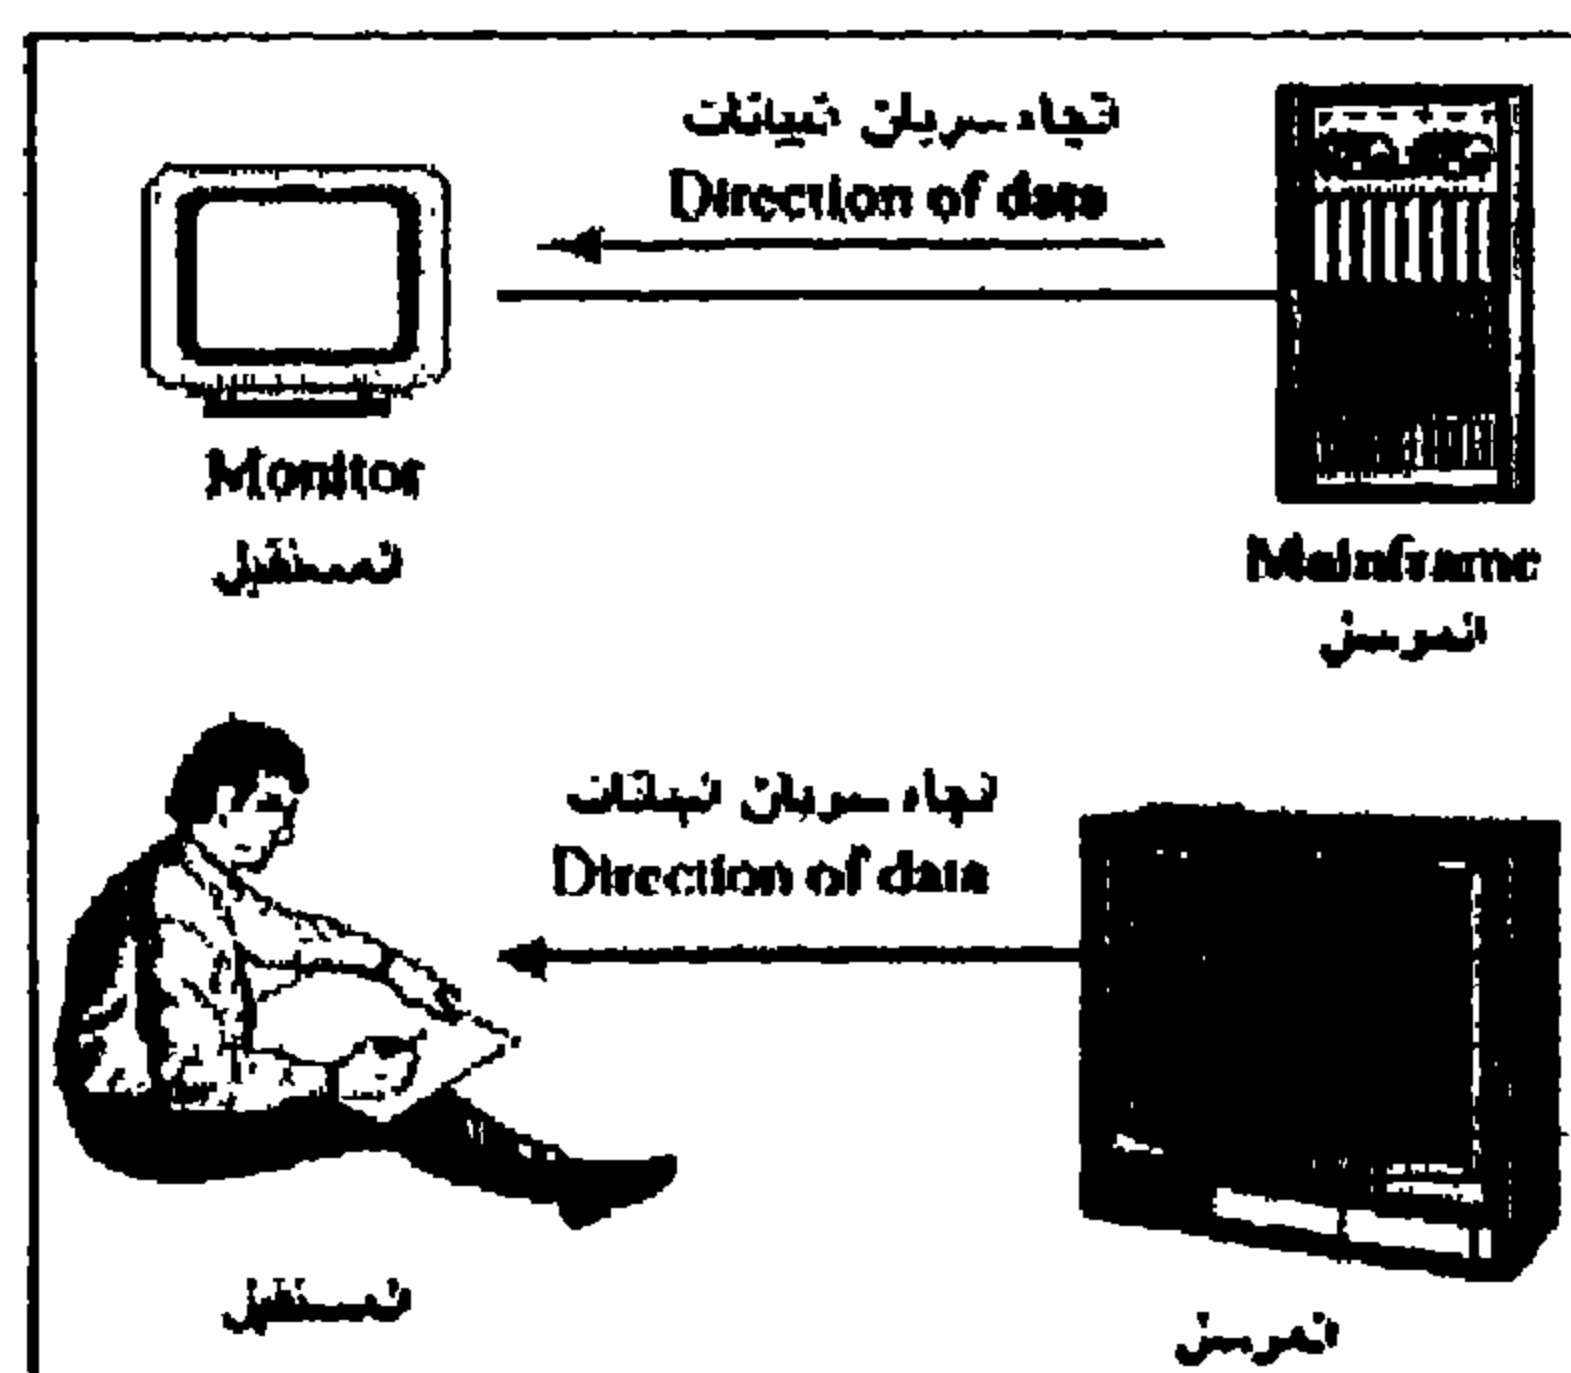 اتجاه سريان البيانات
Direction of data
Monitor
المستقبل
Mainframe
المرسل
اتجاه سريان البيانات
Direction of data
المستقبل
المرسل